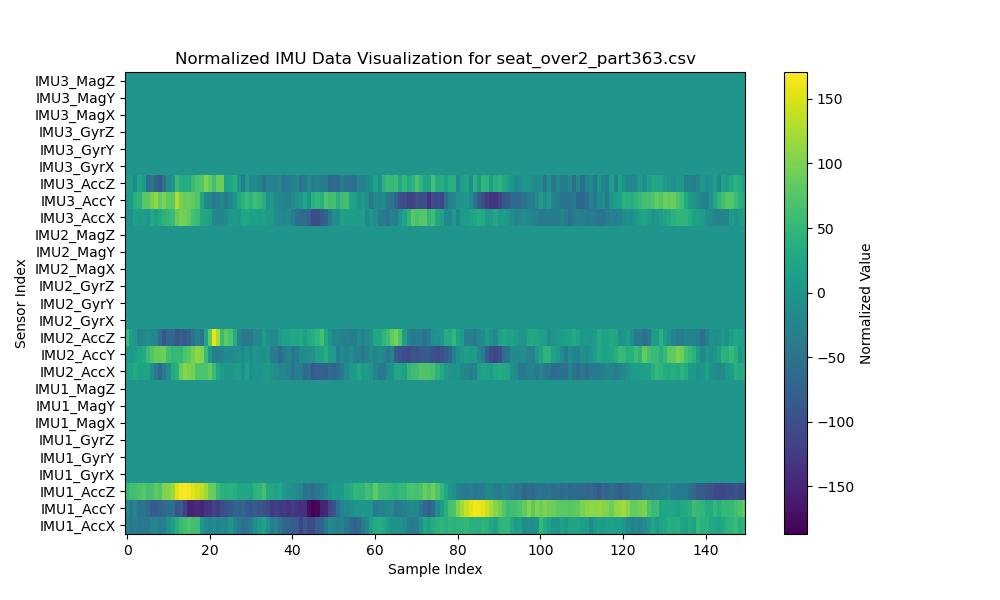 Normalized IMU Data Visualization for seat_over2_part363.csv
IMU3_MagZ
IMU3_MagY
IMU3_MagX
IMU3_GyrZ
IMU3_GyrY
IMU3_GyrX
IMU3_AccZ
IMU3_AccY
IMU3_AccX
IMU2_MagZ
IMU2_MagY
IMU2_MagX
IMU2_GyrZ
IMU2_GyrY
IMU2_GyrX
IMU2_AccZ
IMU2_AccY
IMU2_AccX
IMU1_MagZ
IMU1_MagY
IMU1_MagX
IMU1_GyrZ
IMU1_GyrY
IMU1_GyrX
IMU1_AccZ
IMU1_AccY
IMU1_AccX
Sensor Index
0 20 40 60 80 100 120 140
Sample Index
150
100
50
0
−50
−100
−150
Normalized Value